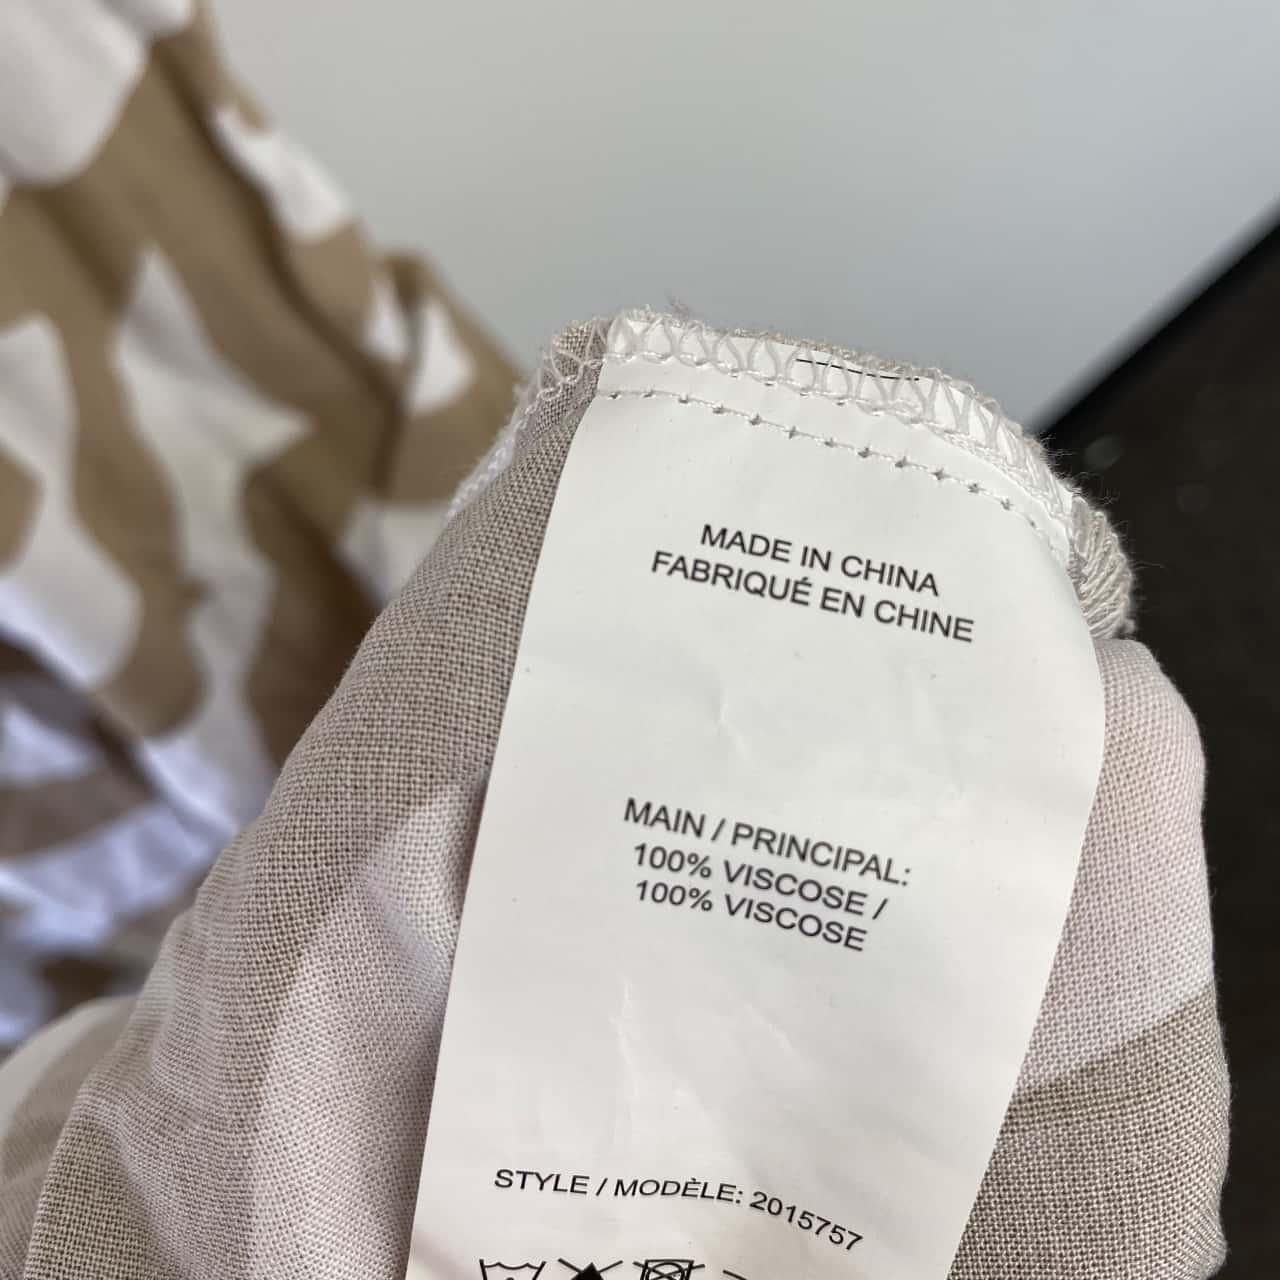 MADE IN CHINA
FABRIQUÉ EN CHINE
MAIN / PRINCIPAL:
100% VISCOSE /
100% VISCOSE
STYLE / MODÈLE: 2015757